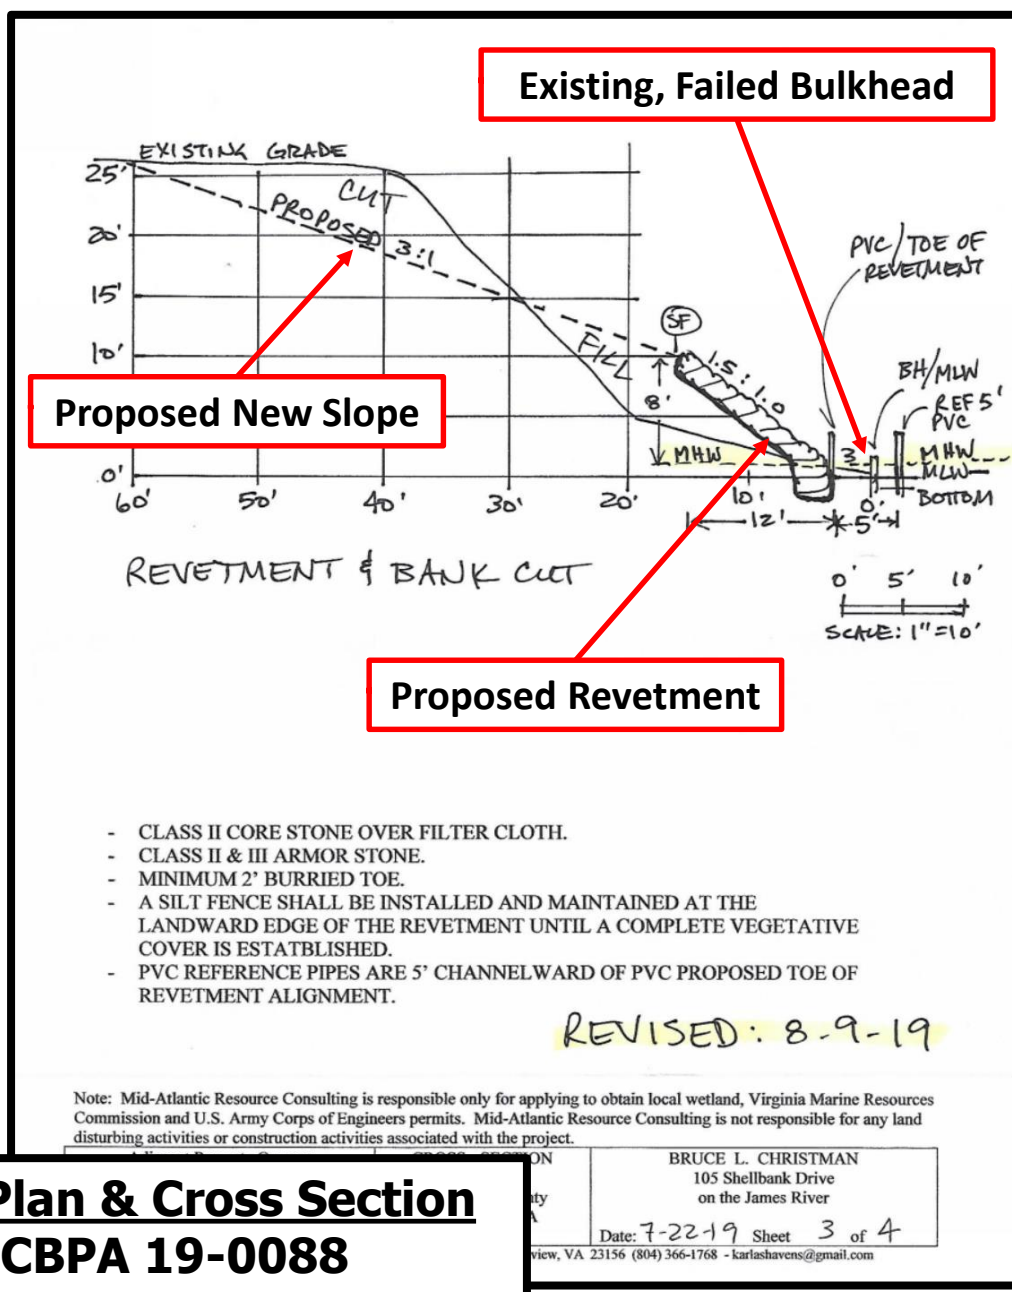 Existing, Failed Bulkhead
EXISTING GRADE
25'
CUT
PROPOSED 3:1
20'
PVC/TOE OF
REVETMENT
15'
SF
10'
FILL
1.5 : 1.0
8'
BH/MLW
REF 5'
PVC
Proposed New Slope
MHW
3
MHW
MLW
0'
BOTTOM
60'
50'
40'
30'
20'
10'
0'
12'
5'
REVETMENT & BANK CUT
0' 5' 10'
SCALE: 1"=10'
Proposed Revetment
- CLASS II CORE STONE OVER FILTER CLOTH.
- CLASS II & III ARMOR STONE.
- MINIMUM 2' BURRIED TOE.
- A SILT FENCE SHALL BE INSTALLED AND MAINTAINED AT THE
LANDWARD EDGE OF THE REVETMENT UNTIL A COMPLETE VEGETATIVE
COVER IS ESTATBLISHED.
- PVC REFERENCE PIPES ARE 5' CHANNELWARD OF PVC PROPOSED TOE OF
REVETMENT ALIGNMENT.
REVISED: 8-9-19
Note: Mid-Atlantic Resource Consulting is responsible only for applying to obtain local wetland, Virginia Marine Resources
Commission and U.S. Army Corps of Engineers permits. Mid-Atlantic Resource Consulting is not responsible for any land
disturbing activities or construction activities associated with the project.
BRUCE L. CHRISTMAN
105 Shellbank Drive
on the James River
Date: 7-22-19 Sheet 3 of 4
view, VA 23156 (804) 366-1768 - karlashavens@gmail.com
Plan & Cross Section
CBPA 19-0088